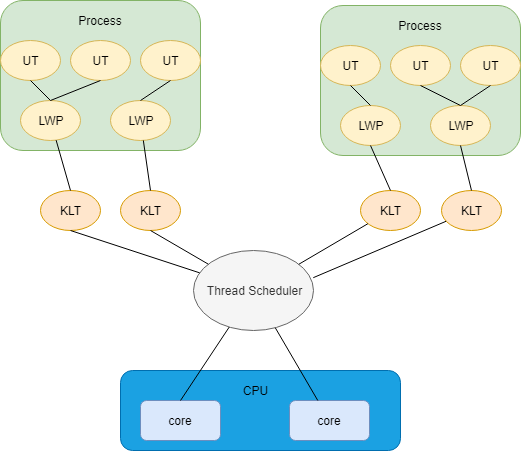 Process
UT
UT
UT
LWP
LWP
Process
UT
UT
UT
LWP
LWP
KLT
KLT
KLT
KLT
Thread Scheduler
CPU
core
core